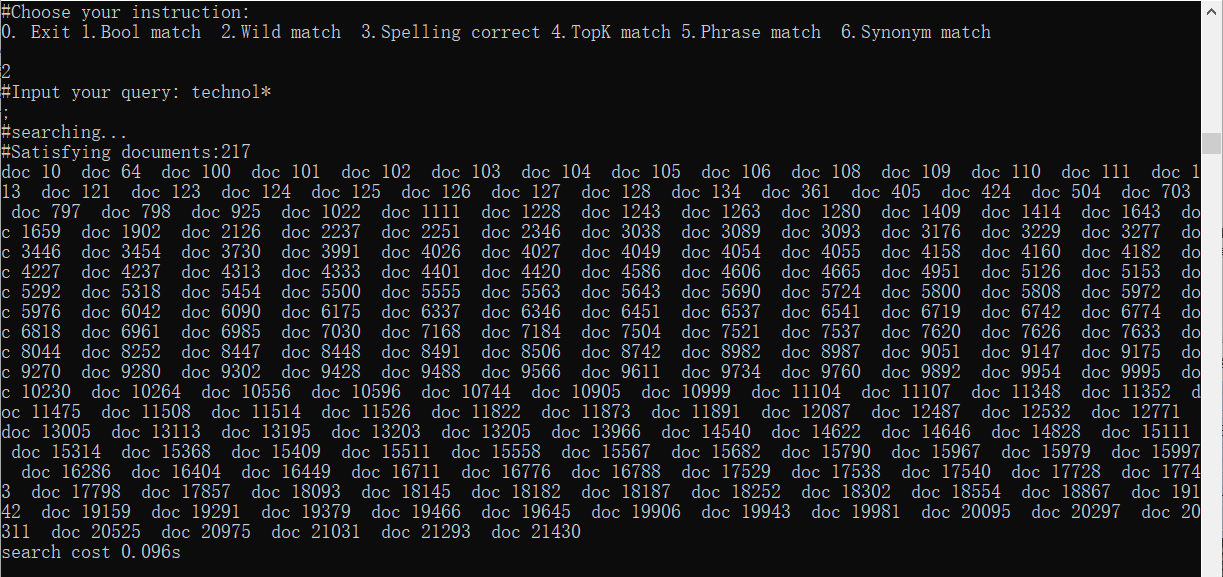 #Choose your instruction:
0. Exit 1.Bool match  2.Wild match  3.Spelling correct 4.TopK match 5.Phrase match  6.Synonym match
2
#Input your query: technol*
;
#searching...
#Satisfying documents:217
doc 10  doc 64  doc 100  doc 101  doc 102  doc 103  doc 104  doc 105  doc 106  doc 108  doc 109  doc 110  doc 111  doc 1
13  doc 121  doc 123  doc 124  doc 125  doc 126  doc 127  doc 128  doc 134  doc 361  doc 405  doc 424  doc 504  doc 703
 doc 797  doc 798  doc 925  doc 1022  doc 1111  doc 1228  doc 1243  doc 1263  doc 1280  doc 1409  doc 1414  doc 1643  do
c 1659  doc 1902  doc 2126  doc 2237  doc 2251  doc 2346  doc 3038  doc 3089  doc 3093  doc 3176  doc 3229  doc 3277  do
c 3446  doc 3454  doc 3730  doc 3991  doc 4026  doc 4027  doc 4049  doc 4054  doc 4055  doc 4158  doc 4160  doc 4182  do
c 4227  doc 4237  doc 4313  doc 4333  doc 4401  doc 4420  doc 4586  doc 4606  doc 4665  doc 4951  doc 5126  doc 5153  do
c 5292  doc 5318  doc 5454  doc 5500  doc 5555  doc 5563  doc 5643  doc 5690  doc 5724  doc 5800  doc 5808  doc 5972  do
c 5976  doc 6042  doc 6090  doc 6175  doc 6337  doc 6346  doc 6451  doc 6537  doc 6541  doc 6719  doc 6742  doc 6774  do
c 6818  doc 6961  doc 6985  doc 7030  doc 7168  doc 7184  doc 7504  doc 7521  doc 7537  doc 7620  doc 7626  doc 7633  do
c 8044  doc 8252  doc 8447  doc 8448  doc 8491  doc 8506  doc 8742  doc 8982  doc 8987  doc 9051  doc 9147  doc 9175  do
c 9270  doc 9280  doc 9302  doc 9428  doc 9488  doc 9566  doc 9611  doc 9734  doc 9760  doc 9892  doc 9954  doc 9995  do
c 10230  doc 10264  doc 10556  doc 10596  doc 10744  doc 10905  doc 10999  doc 11104  doc 11107  doc 11348  doc 11352  d
oc 11475  doc 11508  doc 11514  doc 11526  doc 11822  doc 11873  doc 11891  doc 12087  doc 12487  doc 12532  doc 12771
doc 13005  doc 13113  doc 13195  doc 13203  doc 13205  doc 13966  doc 14540  doc 14622  doc 14646  doc 14828  doc 15111
 doc 15314  doc 15368  doc 15409  doc 15511  doc 15558  doc 15567  doc 15682  doc 15790  doc 15967  doc 15979  doc 15997
  doc 16286  doc 16404  doc 16449  doc 16711  doc 16776  doc 16788  doc 17529  doc 17538  doc 17540  doc 17728  doc 1774
3  doc 17798  doc 17857  doc 18093  doc 18145  doc 18182  doc 18187  doc 18252  doc 18302  doc 18554  doc 18867  doc 191
42  doc 19159  doc 19291  doc 19379  doc 19466  doc 19645  doc 19906  doc 19943  doc 19981  doc 20095  doc 20297  doc 20
311  doc 20525  doc 20975  doc 21031  doc 21293  doc 21430
search cost 0.096s